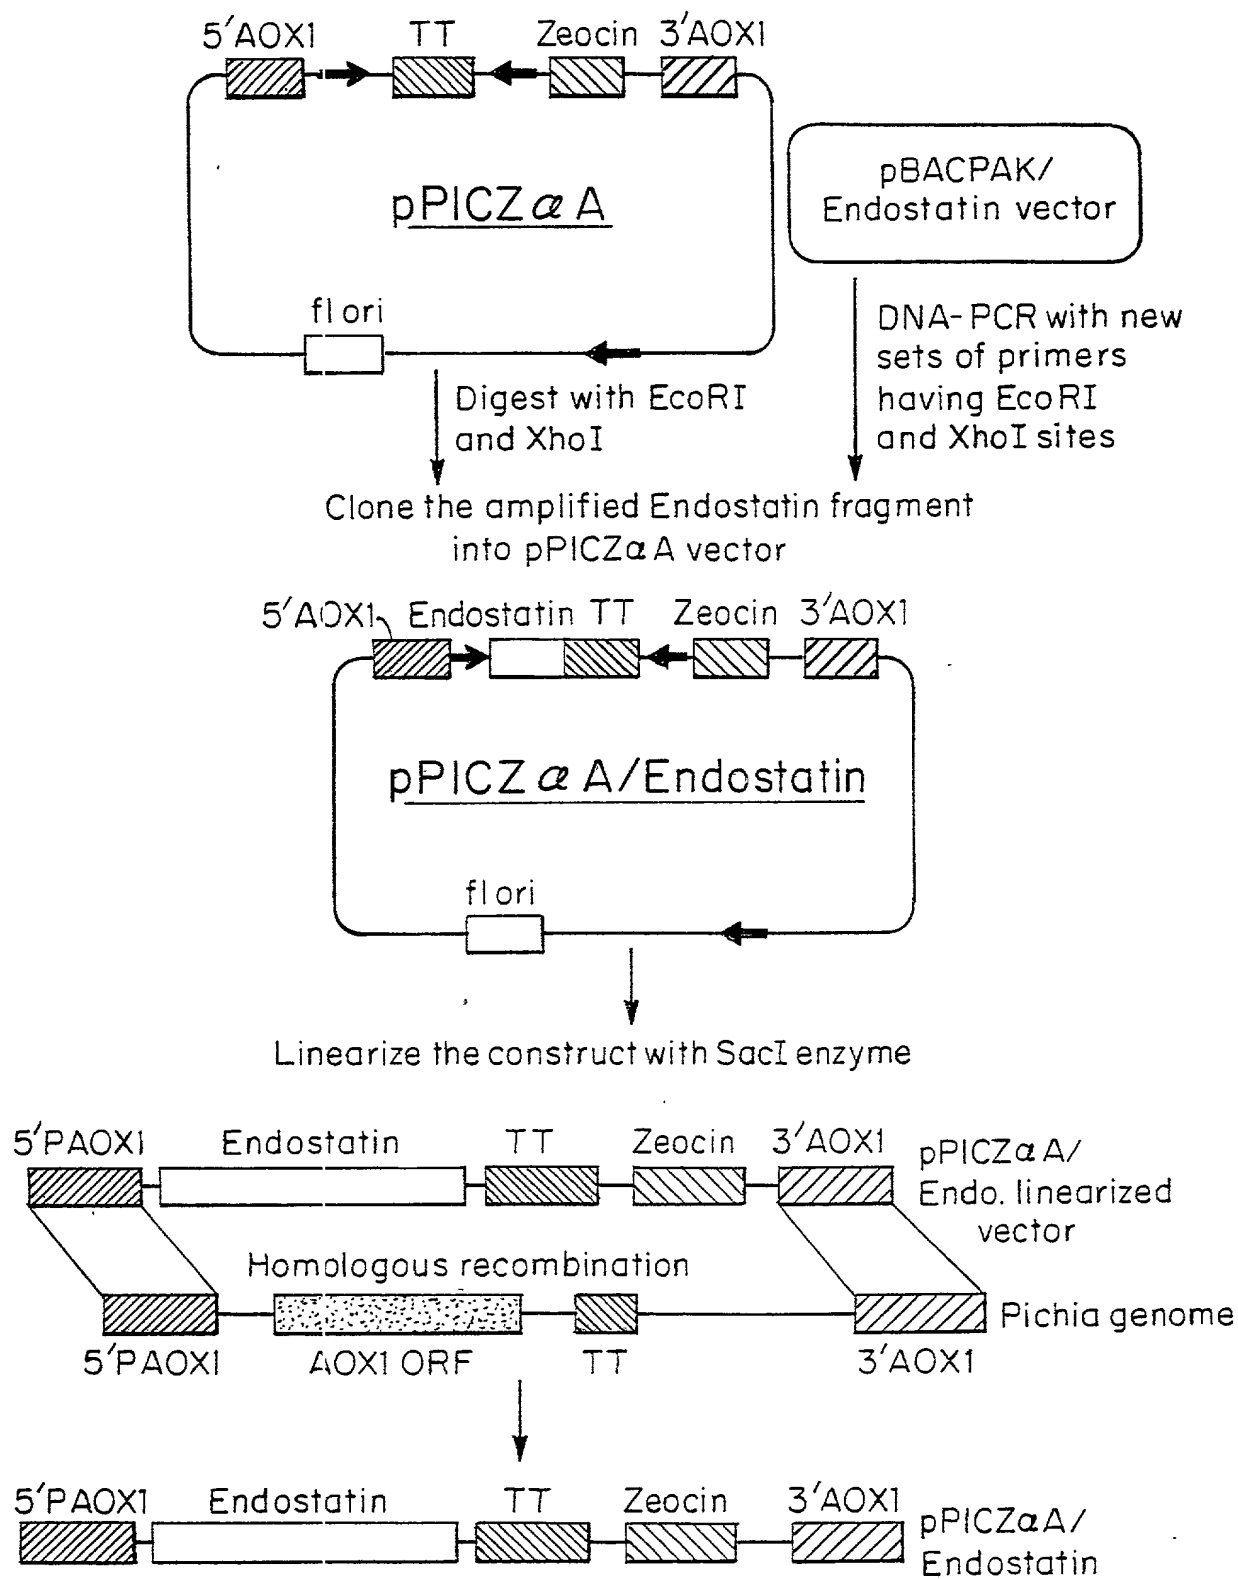 5'AOX1 TT Zeocin 3'AOX1
pPICZαA
pBACPAK/
Endostatin vector
f1 ori
DNA-PCR with new
sets of primers
having EcoRI
and XhoI sites
Digest with EcoRI
and XhoI
Clone the amplified Endostatin fragment
into pPICZαA vector
5'AOX1 Endostatin TT Zeocin 3'AOX1
pPICZαA/Endostatin
f1 ori
Linearize the construct with SacI enzyme
5'PAOX1 Endostatin TT Zeocin 3'AOX1
pPICZαA/
Endo. linearized
vector
Homologous recombination
Pichia genome
5'PAOX1 AOX1 ORF TT 3'AOX1
5'PAOX1 Endostatin TT Zeocin 3'AOX1
pPICZαA/
Endostatin